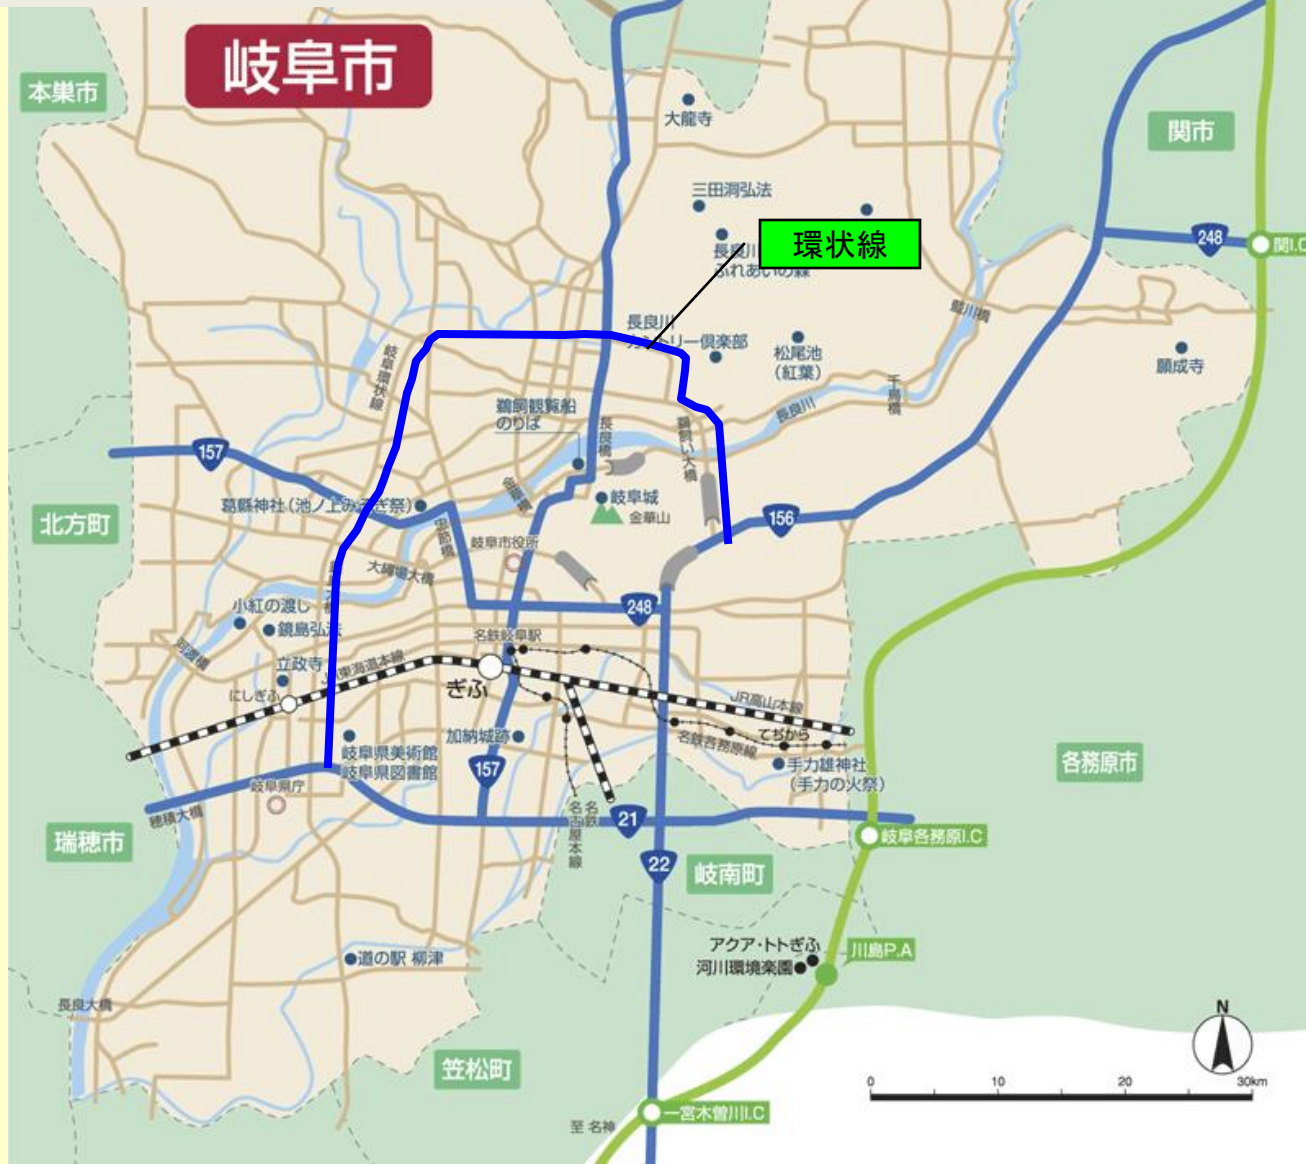 岐阜市
本巣市
大龍寺
関市
三田洞弘法
環状線
248
関I.C
長良川
ふれあいの森
藍川橋
長良川
カントリー倶楽部
岐阜環状線
松尾池
(紅葉)
願成寺
千鳥橋
鵜飼観覧船
のりば
長良川
長良橋
鵜飼い大橋
157
岐阜城
金華山
金華橋
葛縣神社(池ノ上みそぎ祭)
156
北方町
忠節橋
岐阜市役所
大縄場大橋
小紅の渡し
248
鏡島弘法
河渡橋
名鉄岐阜駅
立政寺
JR東海道本線
にしぎふ
ぎふ
JR高山本線
てぢから
名鉄各務原線
加納城跡
岐阜県美術館
岐阜県図書館
157
手力雄神社
(手力の火祭)
各務原市
岐阜県庁
穂積大橋
名鉄
名古屋本線
21
瑞穂市
岐阜各務原I.C
22
岐南町
アクア・トトぎふ
河川環境楽園
川島P.A
道の駅 柳津
長良大橋
N
笠松町
0 10 20 30km
一宮木曽川I.C
至 名神